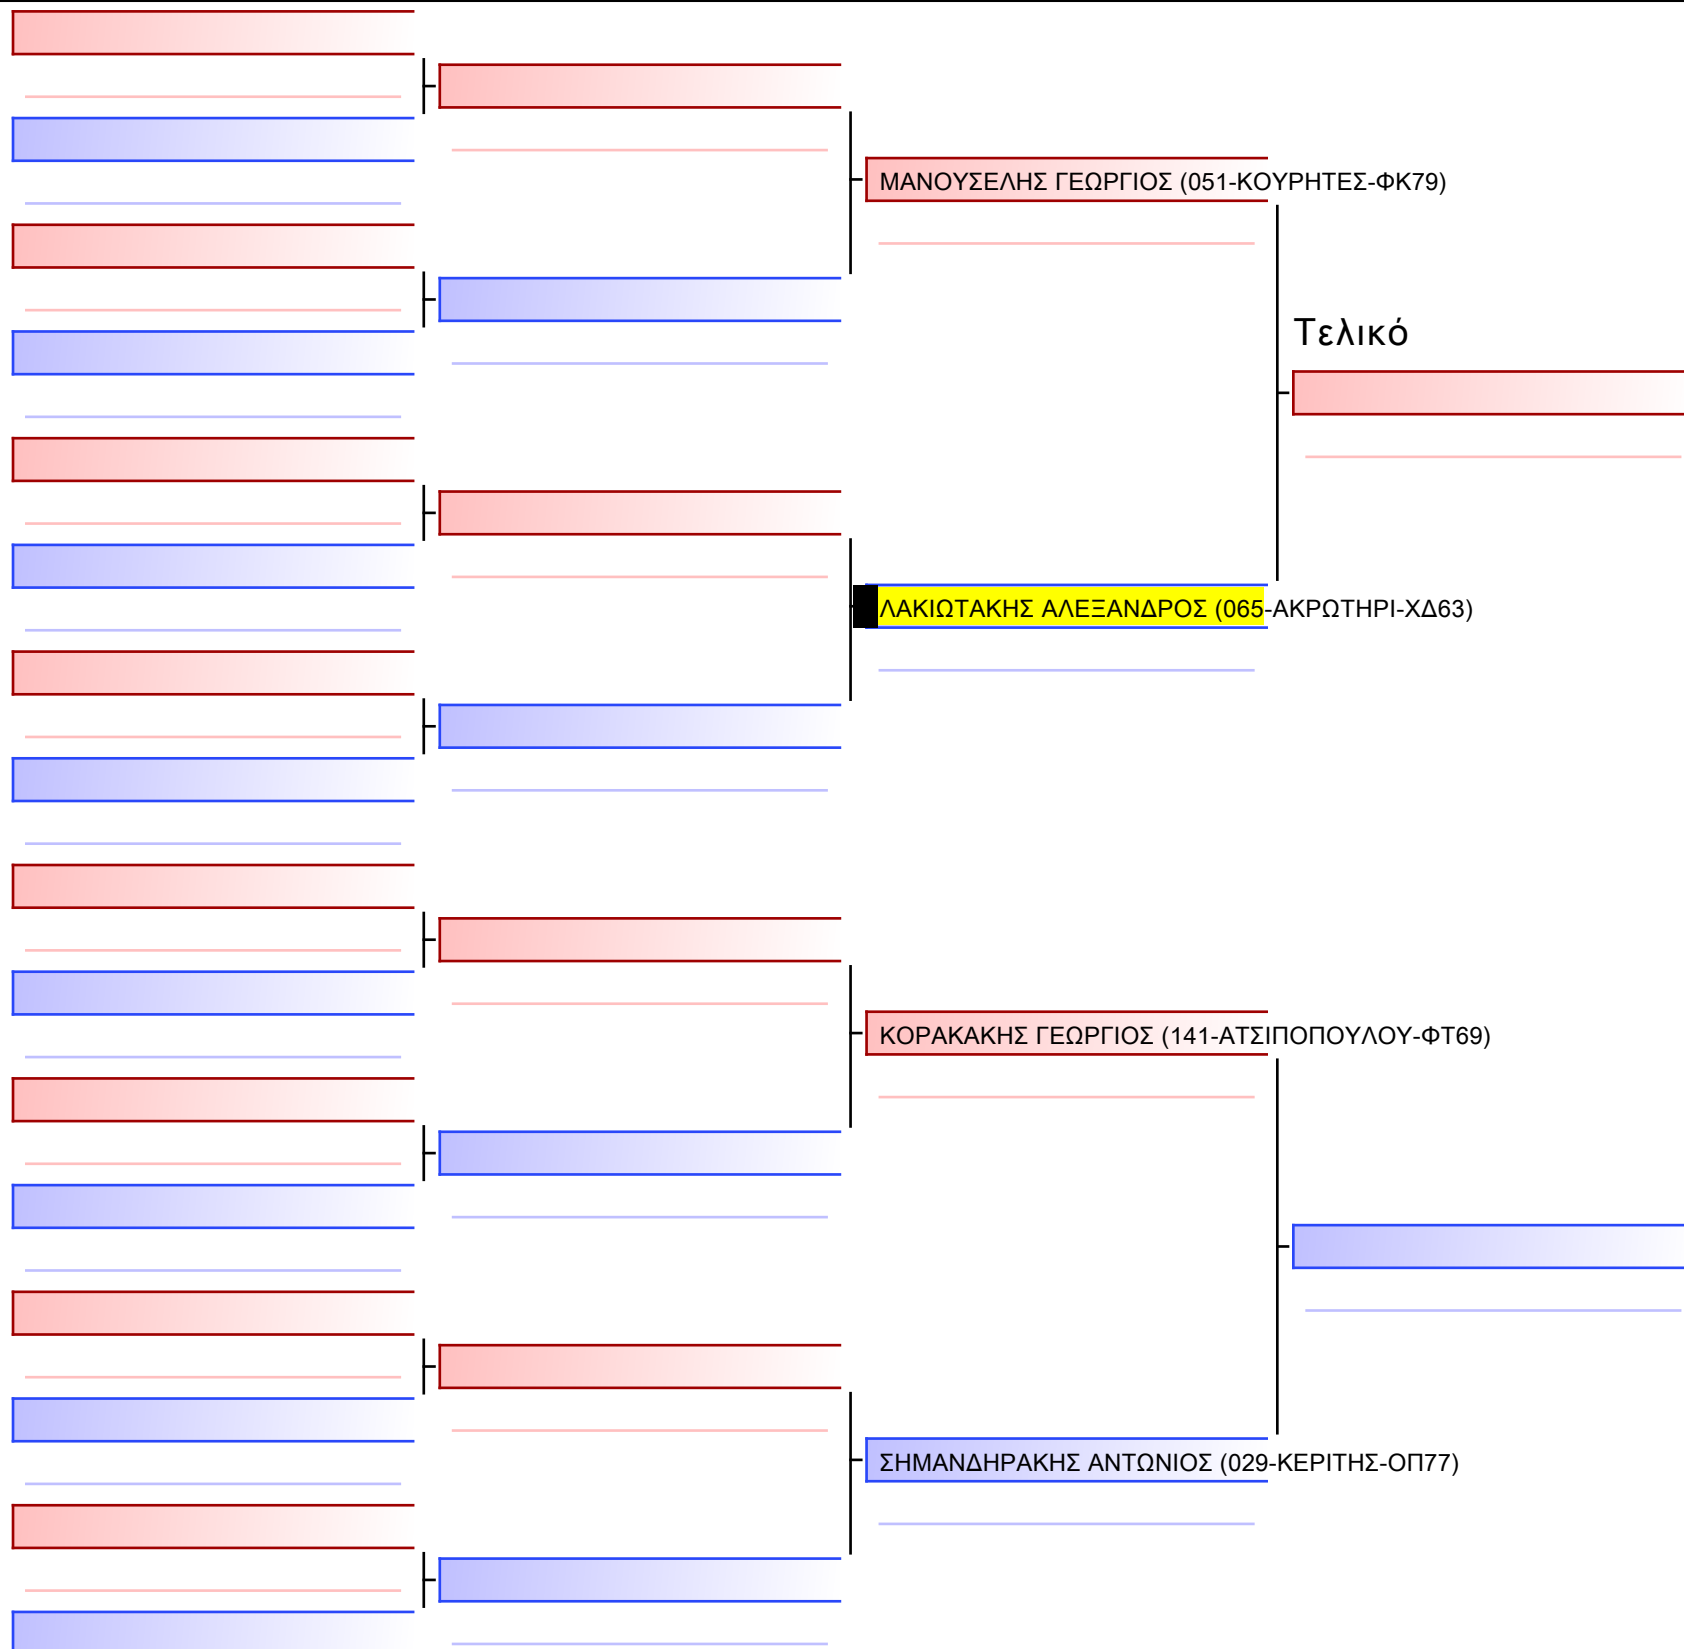 ΜΑΝΟΥΣΕΛΗΣ ΓΕΩΡΓΙΟΣ (051-ΚΟΥΡΗΤΕΣ-ΦΚ79)
Τελικό
ΛΑΚΙΩΤΑΚΗΣ ΑΛΕΞΑΝΔΡΟΣ (065-ΑΚΡΩΤΗΡΙ-ΧΔ63)
ΚΟΡΑΚΑΚΗΣ ΓΕΩΡΓΙΟΣ (141-ΑΤΣΙΠΟΠΟΥΛΟΥ-ΦΤ69)
ΣΗΜΑΝΔΗΡΑΚΗΣ ΑΝΤΩΝΙΟΣ (029-ΚΕΡΙΤΗΣ-ΟΠ77)